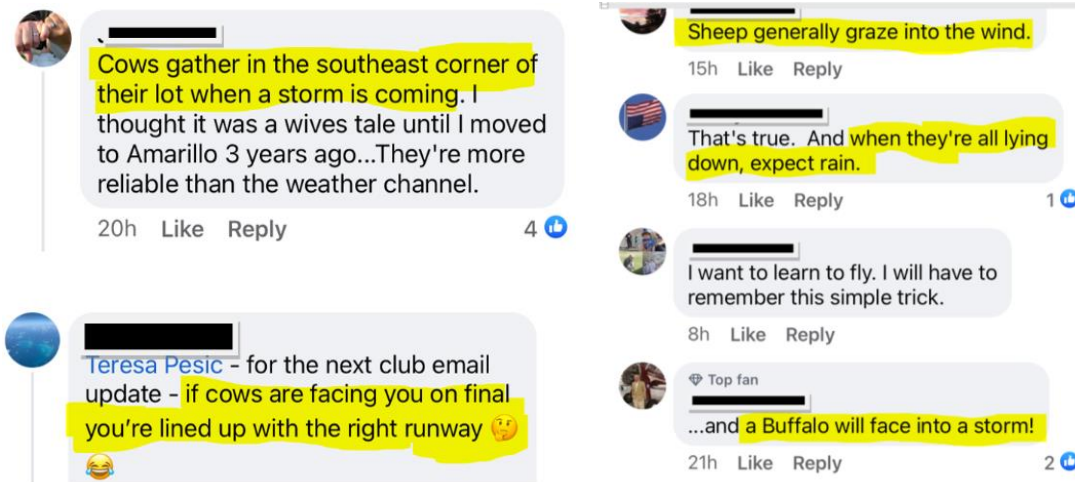 Cows gather in the southeast corner of
their lot when a storm is coming. I
thought it was a wives tale until I moved
to Amarillo 3 years ago...They're more
reliable than the weather channel.
20h Like Reply 4
Teresa Pesic - for the next club email
update - if cows are facing you on final
you’re lined up with the right runway 🤔
😂
Sheep generally graze into the wind.
15h Like Reply
That's true. And when they're all lying
down, expect rain.
18h Like Reply 1
I want to learn to fly. I will have to
remember this simple trick.
8h Like Reply
Top fan
...and a Buffalo will face into a storm!
21h Like Reply 2